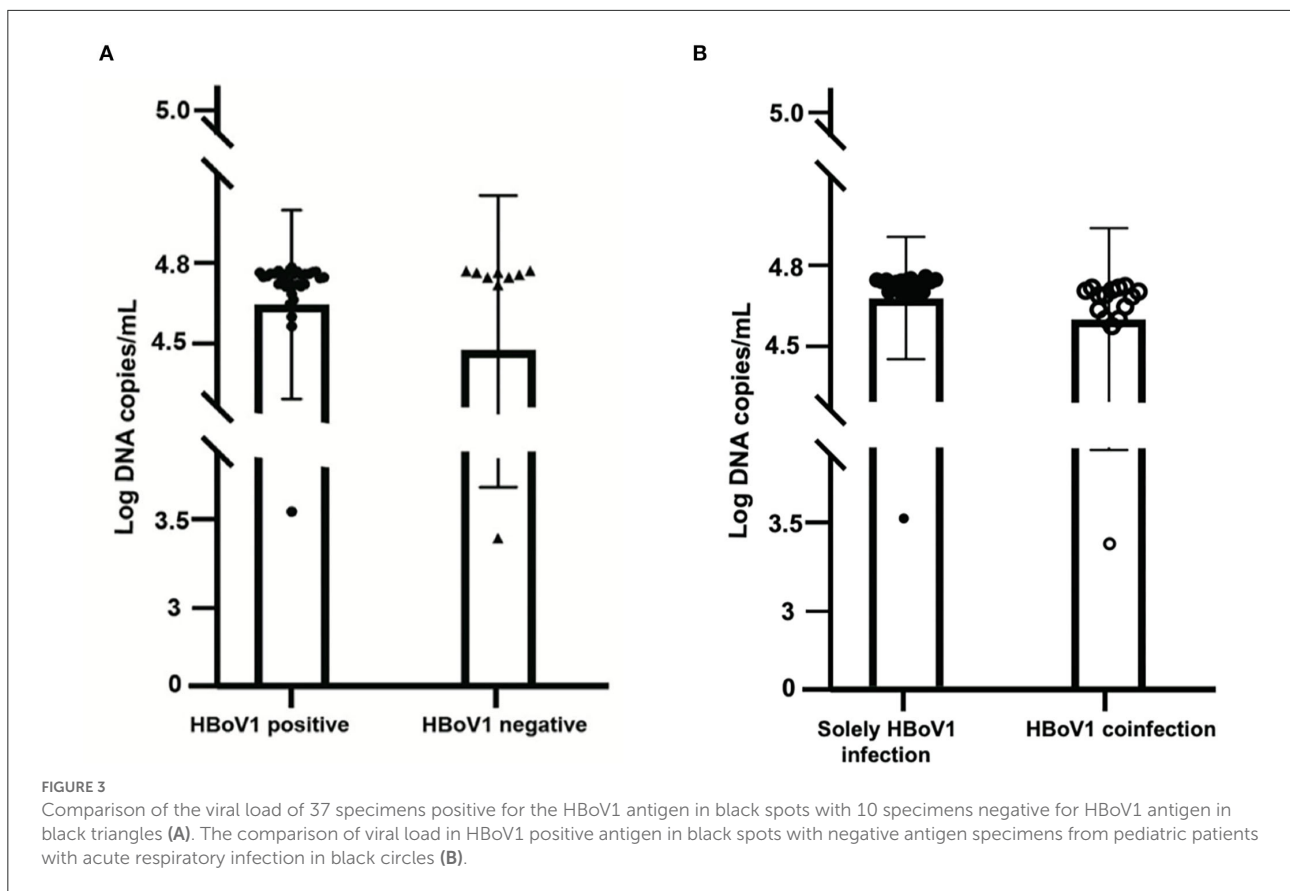 A
5.0
4.8
4.5
3.5
3
0
Log DNA copies/mL
HBoV1 positive
HBoV1 negative
B
5.0
4.8
4.5
3.5
3
0
Log DNA copies/mL
Solely HBoV1
infection
HBoV1 coinfection
FIGURE 3
Comparison of the viral load of 37 specimens positive for the HBoV1 antigen in black spots with 10 specimens negative for HBoV1 antigen in
black triangles (A). The comparison of viral load in HBoV1 positive antigen in black spots with negative antigen specimens from pediatric patients
with acute respiratory infection in black circles (B).